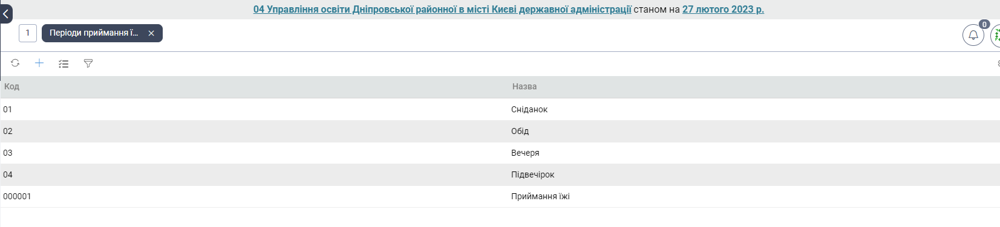 04 Управління освіти Дніпровської районної в місті Києві державної адміністрації станом на 27 лютого 2023 р.
1 Періоди приймання ї... 0
Код Назва
01 Сніданок
02 Обід
03 Вечеря
04 Підвечірок
000001 Приймання їжі